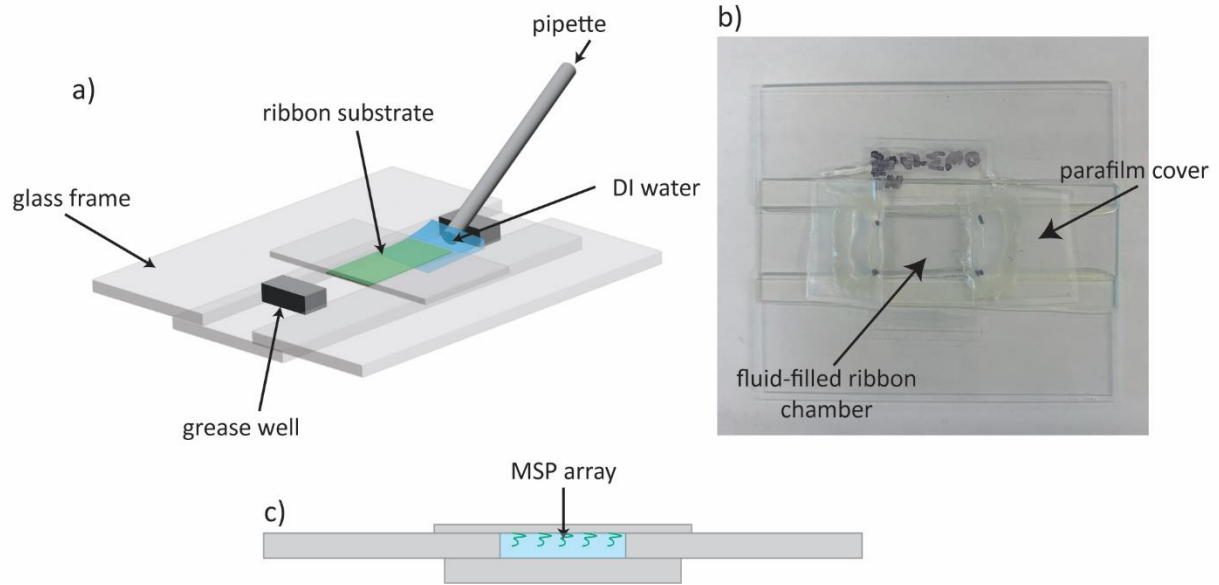 a)
pipette
ribbon substrate
glass frame
DI water
grease well
b)
parafilm cover
fluid-filled ribbon
chamber
c)
MSP array